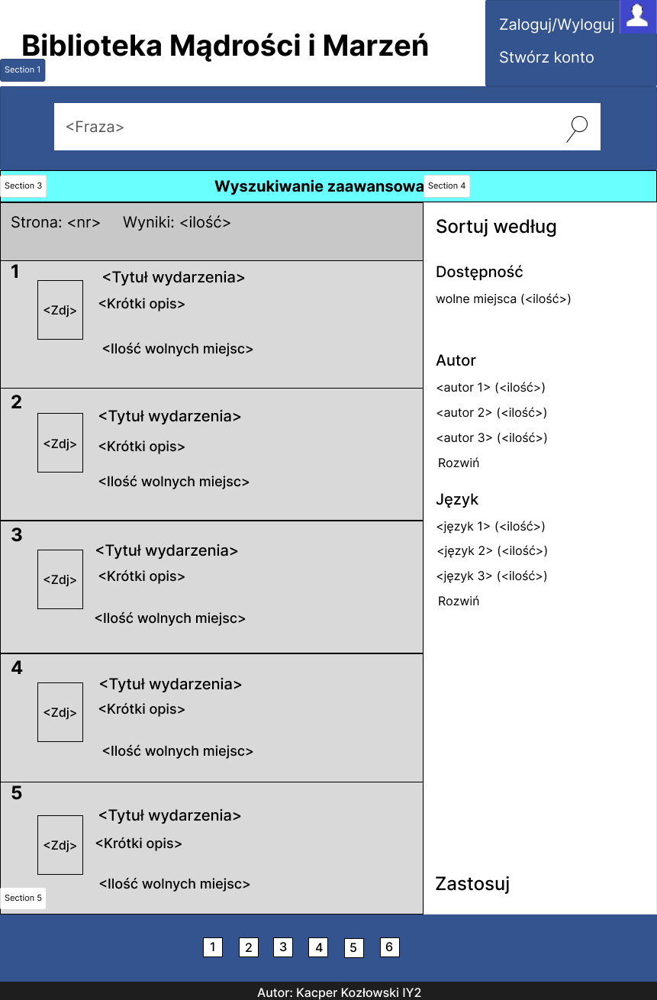 Zaloguj/Wyloguj
Biblioteka Mądrości i Marzeń
Stwórz konto
Section 1
<Fraza>
Section 3
Wyszukiwanie zaawansowa
Section 4
Strona: <nr> Wyniki: <ilość>
1
<Tytuł wydarzenia>
<Zdj>
<Krótki opis>
<Ilość wolnych miejsc>
2
<Tytuł wydarzenia>
<Zdj>
<Krótki opis>
<Ilość wolnych miejsc>
3
<Tytuł wydarzenia>
<Zdj>
<Krótki opis>
<Ilość wolnych miejsc>
4
<Tytuł wydarzenia>
<Zdj>
<Krótki opis>
<Ilość wolnych miejsc>
5
<Tytuł wydarzenia>
<Zdj>
<Krótki opis>
<Ilość wolnych miejsc>
Section 5
Sortuj według
Dostępność
wolne miejsca (<ilość>)
Autor
<autor 1> (<ilość>)
<autor 2> (<ilość>)
<autor 3> (<ilość>)
Rozwiń
Język
<język 1> (<ilość>)
<język 2> (<ilość>)
<język 3> (<ilość>)
Rozwiń
Zastosuj
1 2 3 4 5 6
Autor: Kacper Kozłowski IY2